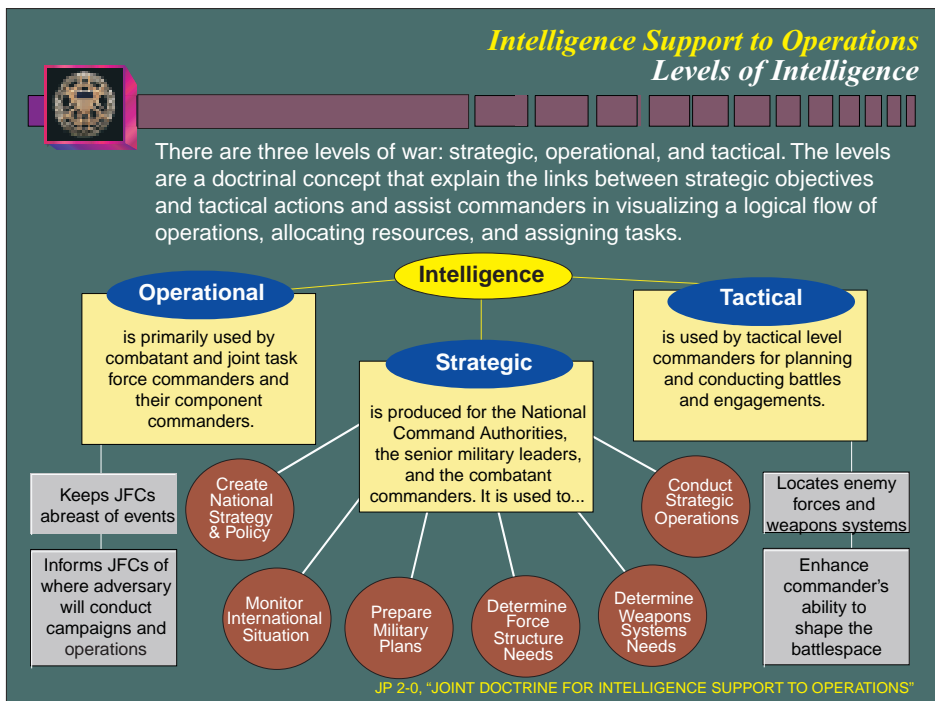 Intelligence Support to Operations
Levels of Intelligence
There are three levels of war: strategic, operational, and tactical. The levels
are a doctrinal concept that explain the links between strategic objectives
and tactical actions and assist commanders in visualizing a logical flow of
operations, allocating resources, and assigning tasks.
Intelligence
Operational
is primarily used by
combatant and joint task
force commanders and
their component
commanders.
Keeps JFCs
abreast of events
Informs JFCs of
where adversary
will conduct
campaigns and
operations
Strategic
is produced for the National
Command Authorities,
the senior military leaders,
and the combatant
commanders. It is used to...
Create
National
Strategy
& Policy
Monitor
International
Situation
Prepare
Military
Plans
Determine
Force
Structure
Needs
Determine
Weapons
Systems
Needs
Conduct
Strategic
Operations
Tactical
is used by tactical level
commanders for planning
and conducting battles
and engagements.
Locates enemy
forces and
weapons systems
Enhance
commander's
ability to
shape the
battlespace
JP 2-0, "JOINT DOCTRINE FOR INTELLIGENCE SUPPORT TO OPERATIONS"